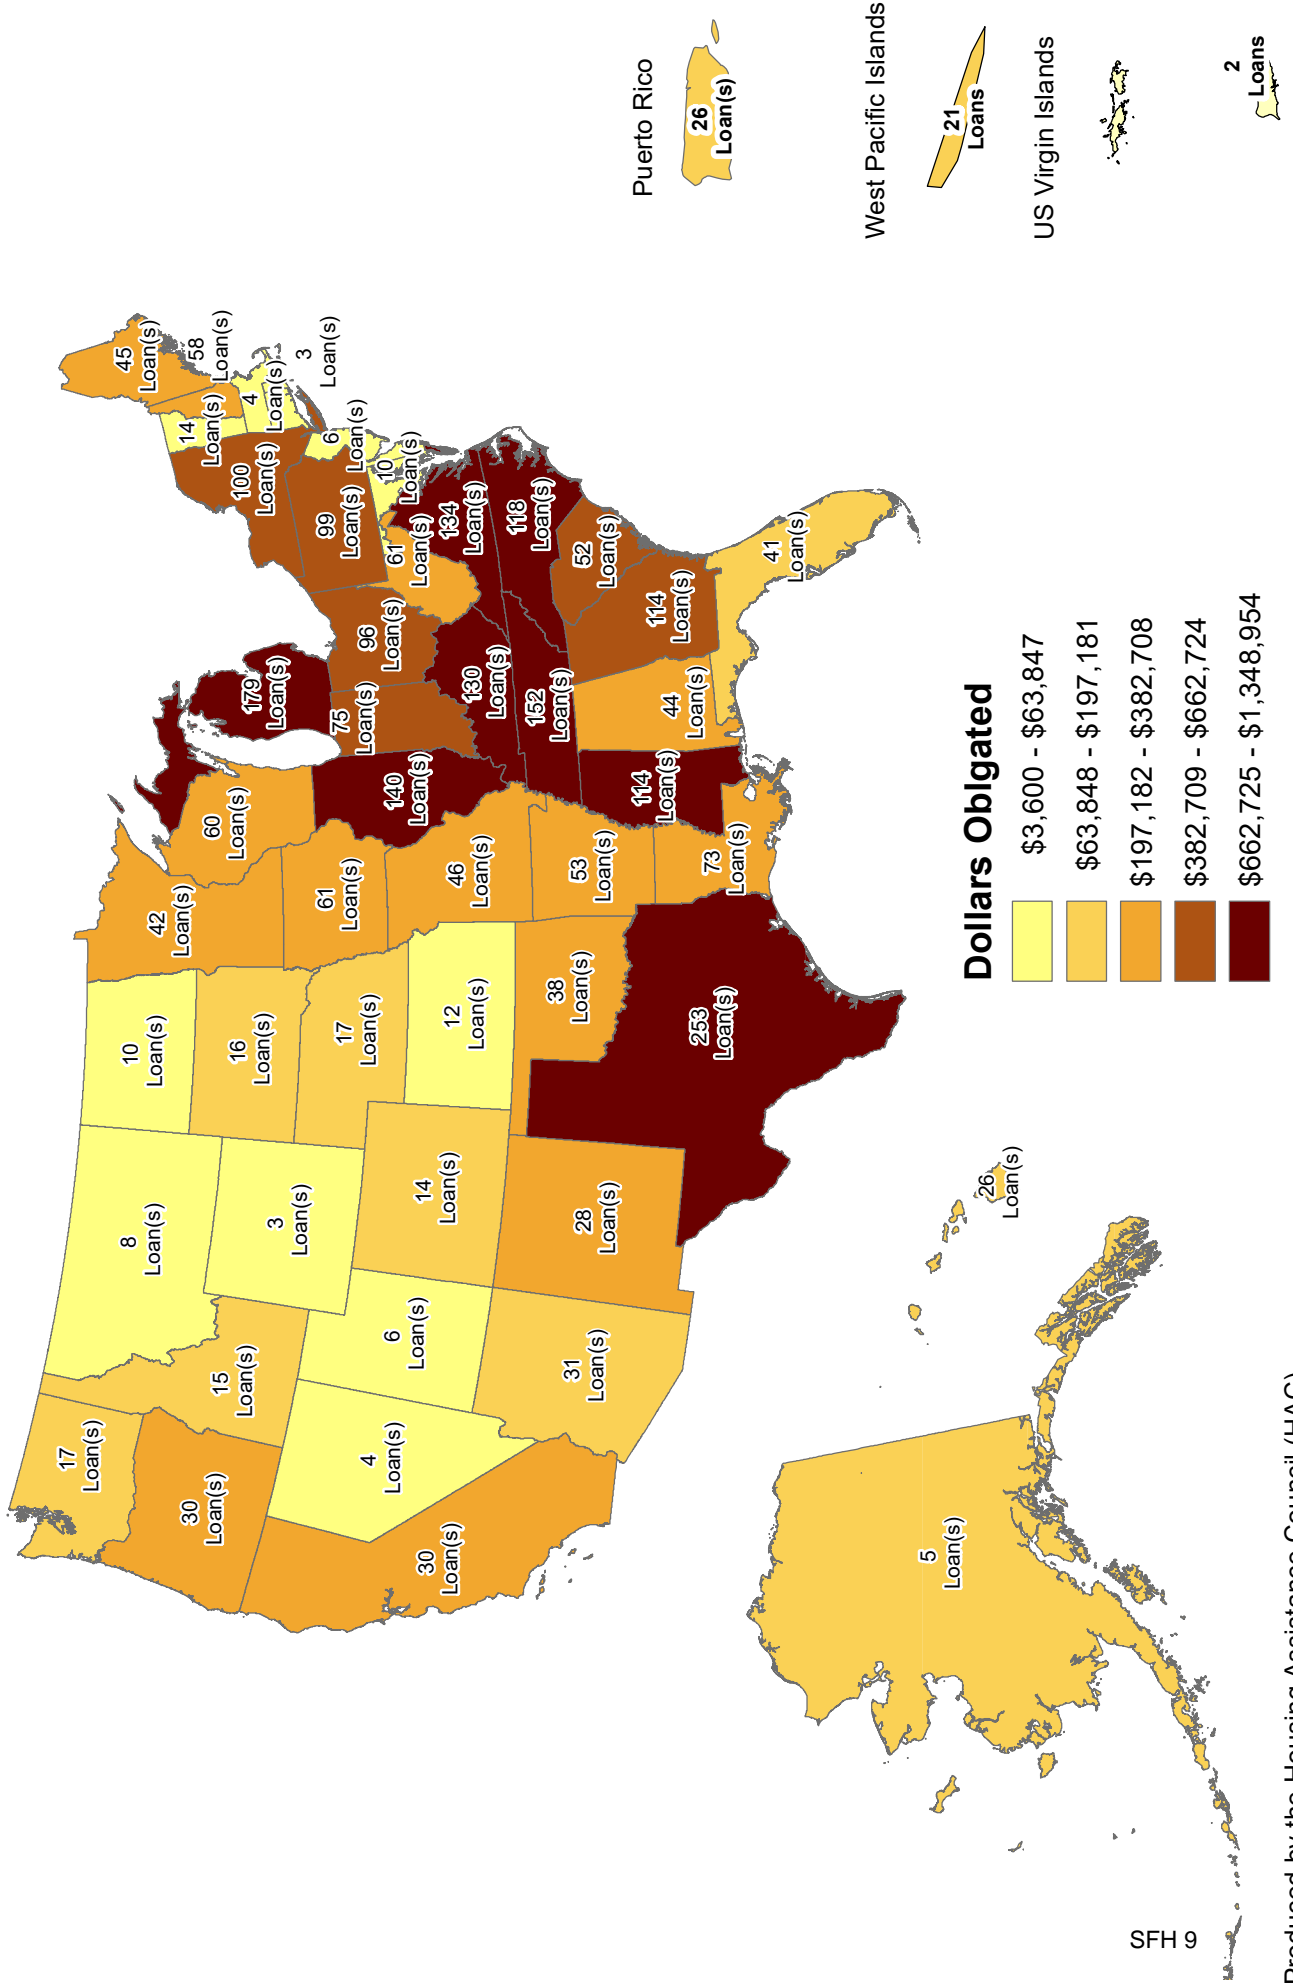 17
Loan(s)
8
Loan(s)
10
Loan(s)
42
Loan(s)
60
Loan(s)
179
Loan(s)
100
Loan(s)
14
Loan(s)
45
Loan(s)
58
Loan(s)
4
Loan(s)
3
Loan(s)
6
Loan(s)
10
Loan(s)
30
Loan(s)
15
Loan(s)
3
Loan(s)
16
Loan(s)
61
Loan(s)
140
Loan(s)
75
Loan(s)
96
Loan(s)
99
Loan(s)
4
Loan(s)
6
Loan(s)
14
Loan(s)
17
Loan(s)
46
Loan(s)
130
Loan(s)
61
Loan(s)
134
Loan(s)
30
Loan(s)
31
Loan(s)
28
Loan(s)
12
Loan(s)
38
Loan(s)
53
Loan(s)
152
Loan(s)
118
Loan(s)
52
Loan(s)
253
Loan(s)
73
Loan(s)
114
Loan(s)
44
Loan(s)
114
Loan(s)
41
Loan(s)
5
Loan(s)
26
Loan(s)
Puerto Rico
26
Loan(s)
West Pacific Islands
21
Loans
US Virgin Islands
2
Loans
Dollars Oblgated
$3,600 - $63,847
$63,848 - $197,181
$197,182 - $382,708
$382,709 - $662,724
$662,725 - $1,348,954
SFH 9
Produced by the Housing Assistance Council (HAC)